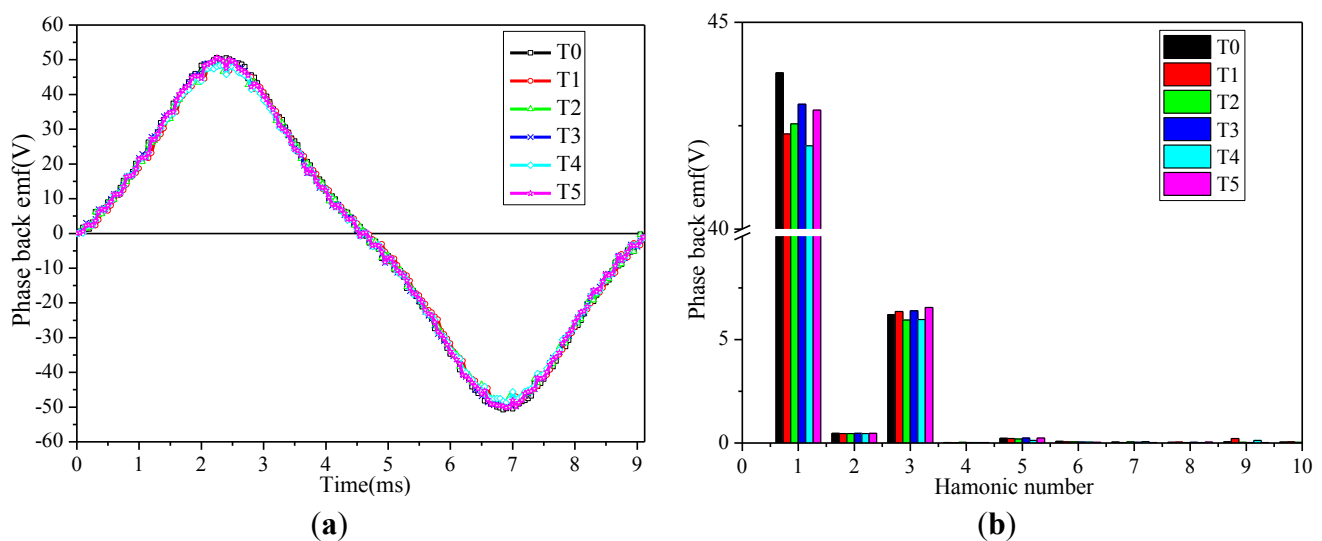 60
50
40
30
20
10
0
-10
-20
-30
-40
-50
-60
Phase back emf(V)
0 1 2 3 4 5 6 7 8 9
Time(ms)
T0
T1
T2
T3
T4
T5
(a)
45
40
5
0
Phase back emf(V)
0 1 2 3 4 5 6 7 8 9 10
Hamonic number
T0
T1
T2
T3
T4
T5
(b)